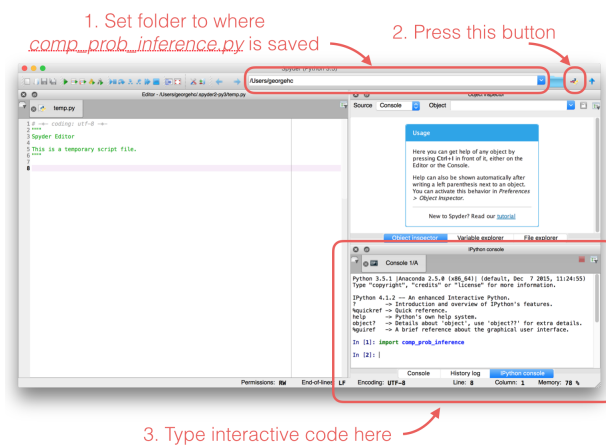 1. Set folder to where
comp_prob_inference.py is saved
2. Press this button
Spyder (Python 3.5)
/Users/georgehc
Editor - /Users/georgehc/.spyder2-py3/temp.py
temp.py
1 # -*- coding: utf-8 -*-
2 """
3 Spyder Editor
4
5 This is a temporary script file.
6 """
7
8
Object inspector
Source Console Object
Usage
Here you can get help of any object by
pressing Ctrl+I in front of it, either on the
Editor or the Console.
Help can also be shown automatically after
writing a left parenthesis next to an object.
You can activate this behavior in Preferences
> Object Inspector.
New to Spyder? Read our tutorial
Object inspector Variable explorer File explorer
IPython console
Console 1/A
Python 3.5.1 |Anaconda 2.5.0 (x86_64)| (default, Dec  7 2015, 11:24:55)
Type "copyright", "credits" or "license" for more information.
IPython 4.1.2 -- An enhanced Interactive Python.
? -> Introduction and overview of IPython's features.
%quickref -> Quick reference.
help -> Python's own help system.
object? -> Details about 'object', use 'object??' for extra details.
%guiref -> A brief reference about the graphical user interface.
In [1]: import comp_prob_inference
In [2]:
Console History log IPython console
Permissions: RW End-of-lines: LF Encoding: UTF-8 Line: 8 Column: 1 Memory: 78 %
3. Type interactive code here